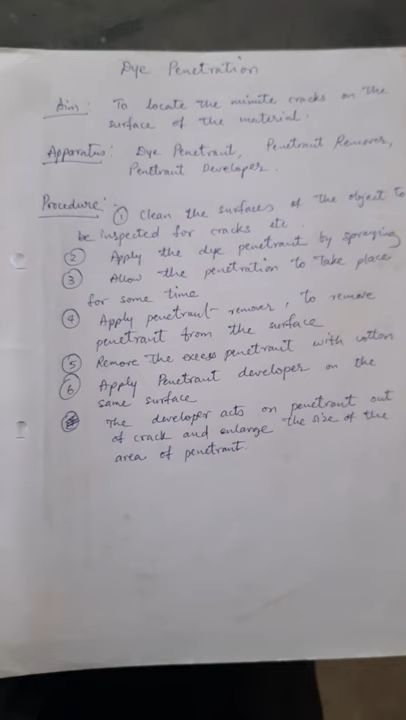 Dye Penetration
Aim: To locate the minute cracks on the
surface of the material.
Apparatus: Dye Penetrant, Penetrant Remover,
Pentrant Developer.
Procedure: ① Clean the surfaces of the object to
be inspected for cracks etc.
② Apply the dye penetrant by spraying
③ Allow the penetration to take place
for some time
④ Apply penetrant remover, to remove
penetrant from the surface
⑤ Remove the excess penetrant with cotton
⑥ Apply Penetrant developer on the
same surface
The developer acts on penetrant out
of crack and enlarge the size of the
area of penetrant.